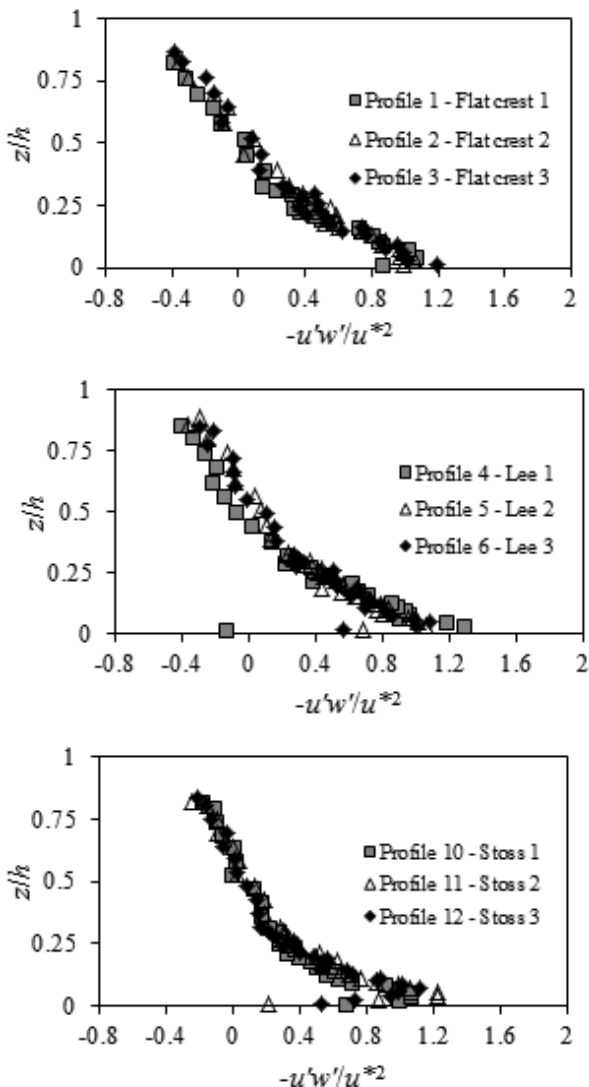 1
0.75
z/h
0.5
0.25
0
Profile 1 - Flat crest 1
Profile 2 - Flat crest 2
Profile 3 - Flat crest 3
-0.8 -0.4 0 0.4 0.8 1.2 1.6 2
-u'w'/u*2
1
0.75
z/h
0.5
0.25
0
Profile 4 - Lee 1
Profile 5 - Lee 2
Profile 6 - Lee 3
-0.8 -0.4 0 0.4 0.8 1.2 1.6 2
-u'w'/u*2
1
0.75
z/h
0.5
0.25
0
Profile 10 - Stoss 1
Profile 11 - Stoss 2
Profile 12 - Stoss 3
-0.8 -0.4 0 0.4 0.8 1.2 1.6 2
-u'w'/u*2